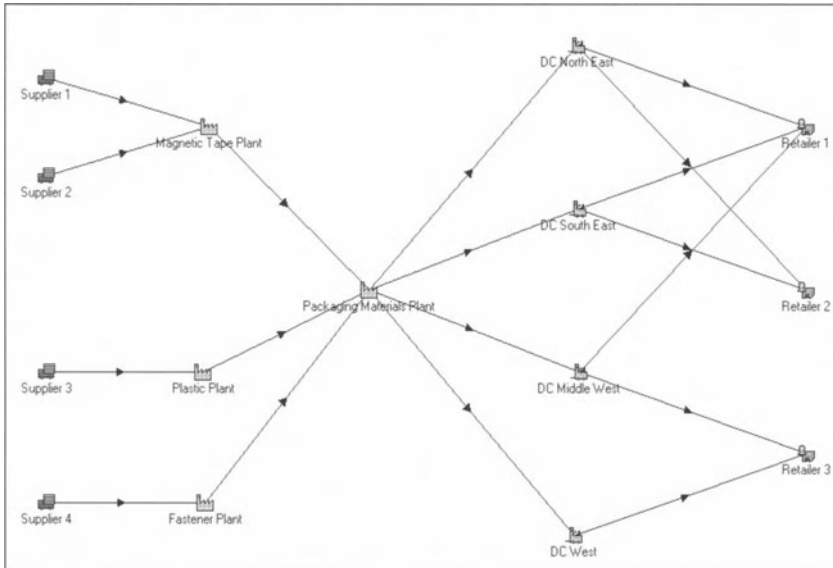 DC North East
Supplier 1
Magnetic Tape Plant
Retailer 1
Supplier 2
DC South East
Packaging Materials Plant
Retailer 2
Supplier 3
Plastic Plant
DC Middle West
Retailer 3
Supplier 4
Fastener Plant
DC West